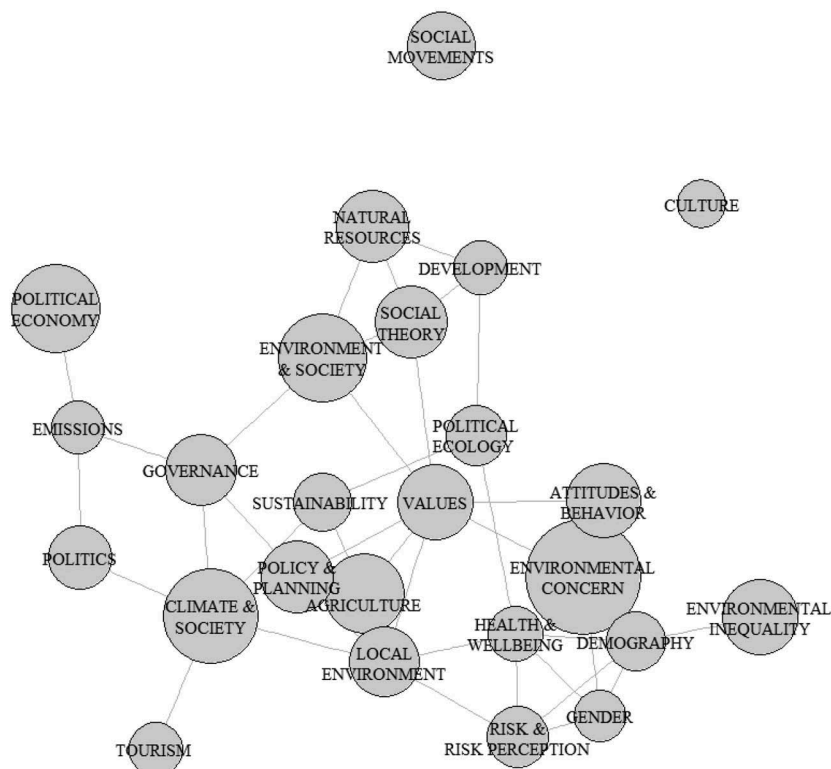 SOCIAL
MOVEMENTS
CULTURE
NATURAL
RESOURCES
DEVELOPMENT
POLITICAL
ECONOMY
SOCIAL
THEORY
ENVIRONMENT
& SOCIETY
EMISSIONS
POLITICAL
ECOLOGY
GOVERNANCE
SUSTAINABILITY
VALUES
ATTITUDES &
BEHAVIOR
POLITICS
POLICY &
PLANNING
ENVIRONMENTAL
CONCERN
AGRICULTURE
CLIMATE &
SOCIETY
ENVIRONMENTAL
INEQUALITY
HEALTH &
WELLBEING
DEMOGRAPHY
LOCAL
ENVIRONMENT
GENDER
RISK &
RISK PERCEPTION
TOURISM